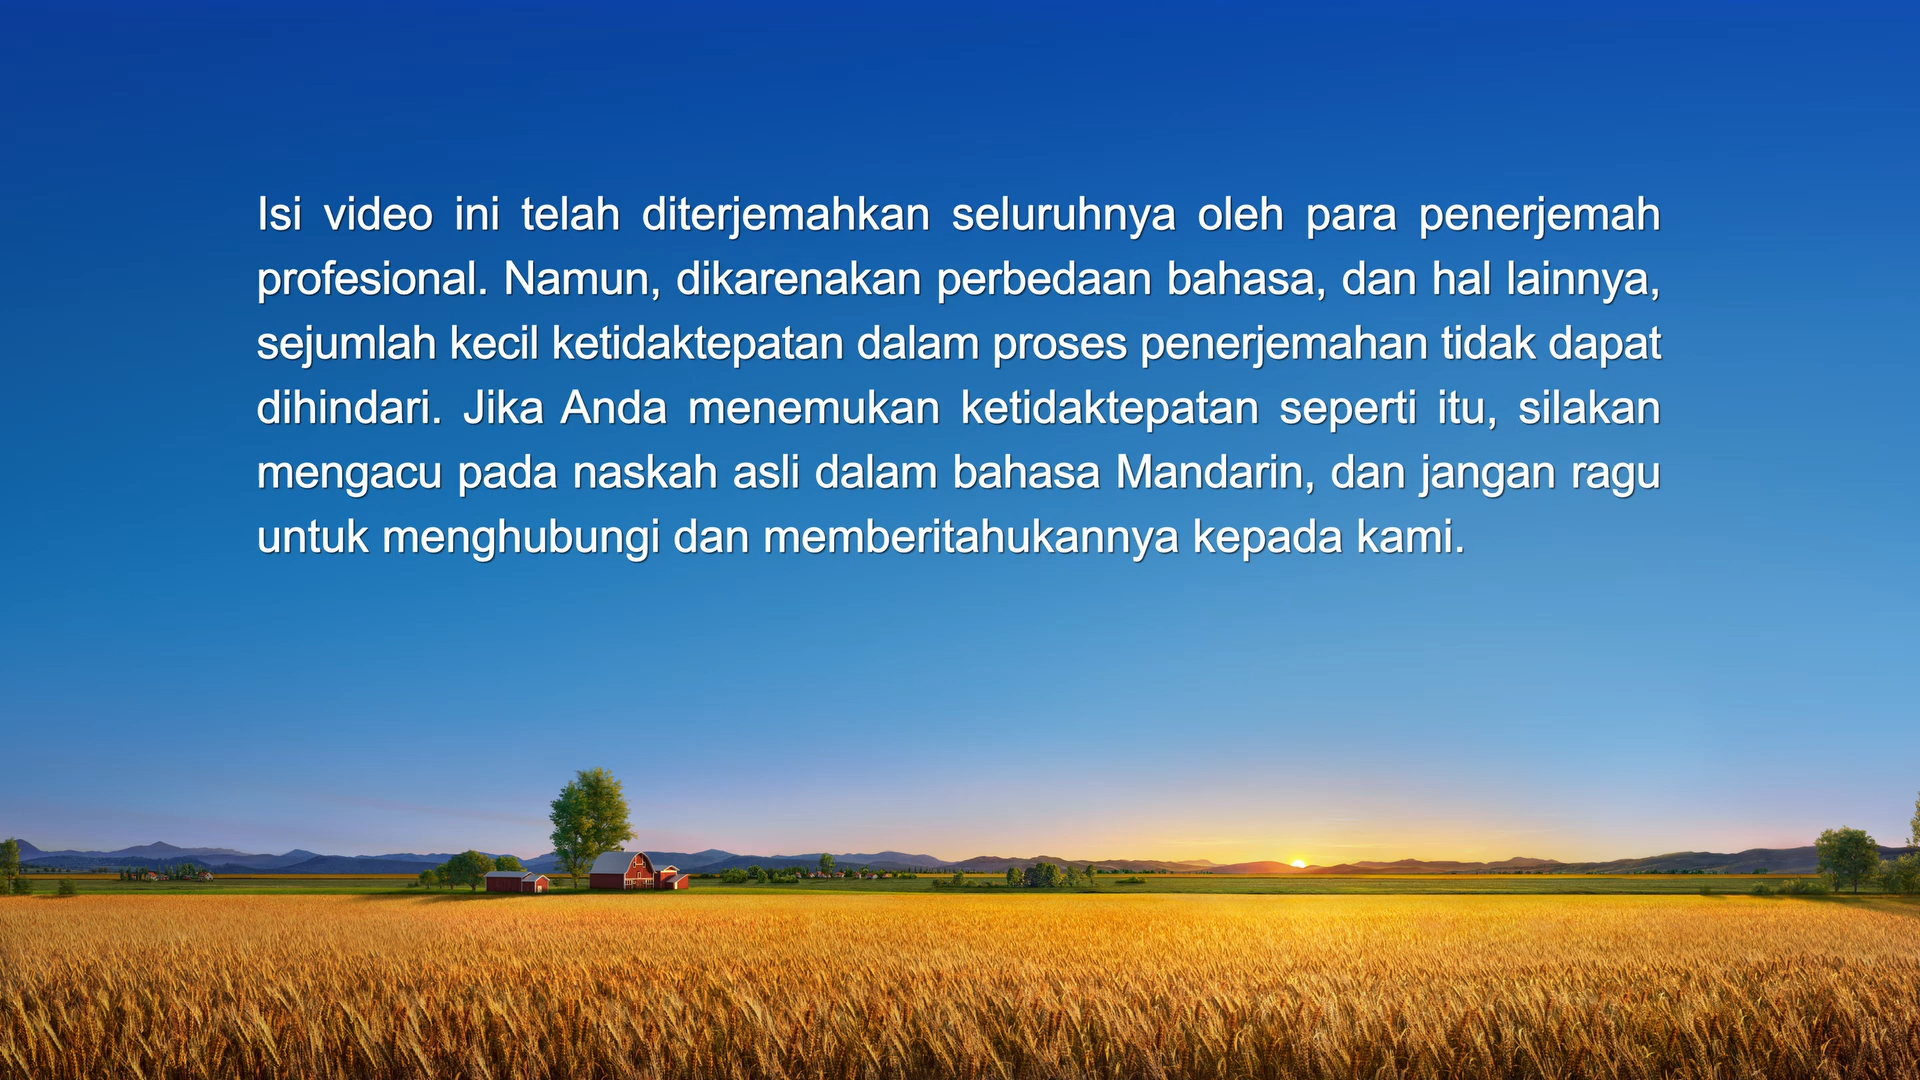 Isi video ini telah diterjemahkan seluruhnya oleh para penerjemah
profesional. Namun, dikarenakan perbedaan bahasa, dan hal lainnya,
sejumlah kecil ketidaktepatan dalam proses penerjemahan tidak dapat
dihindari. Jika Anda menemukan ketidaktepatan seperti itu, silakan
mengacu pada naskah asli dalam bahasa Mandarin, dan jangan ragu
untuk menghubungi dan memberitahukannya kepada kami.